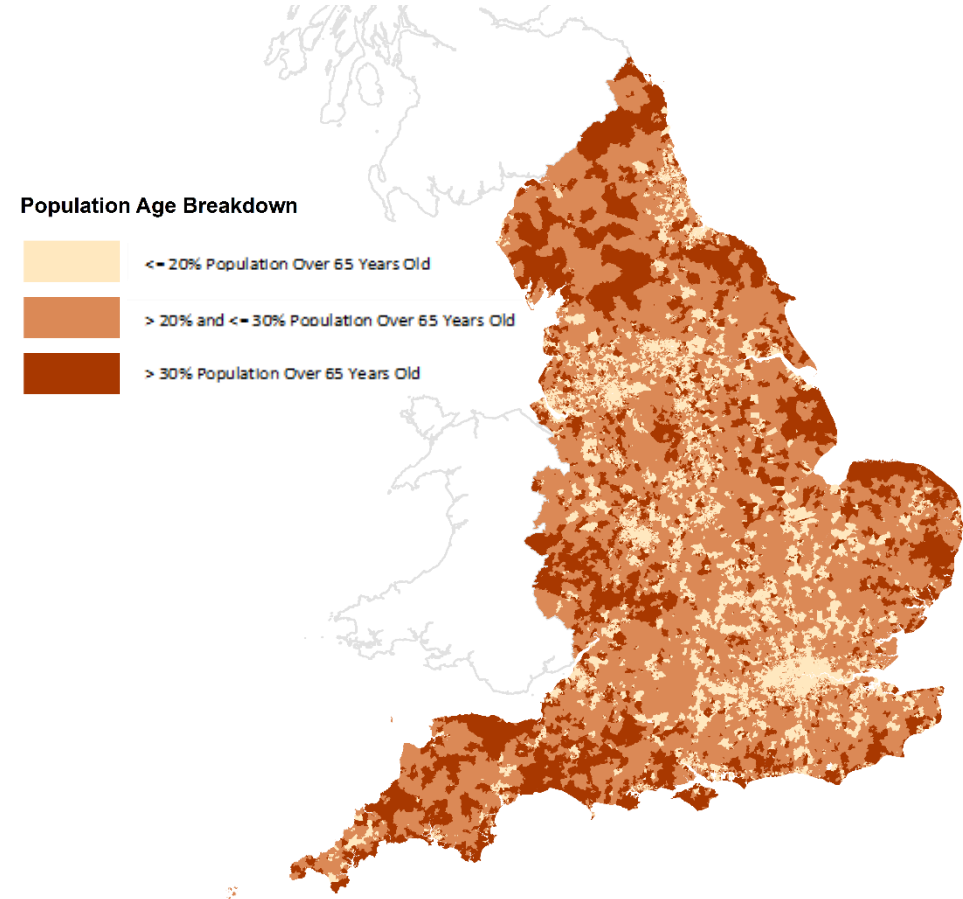 Population Age Breakdown
<= 20% Population Over 65 Years Old
> 20% and <= 30% Population Over 65 Years Old
> 30% Population Over 65 Years Old